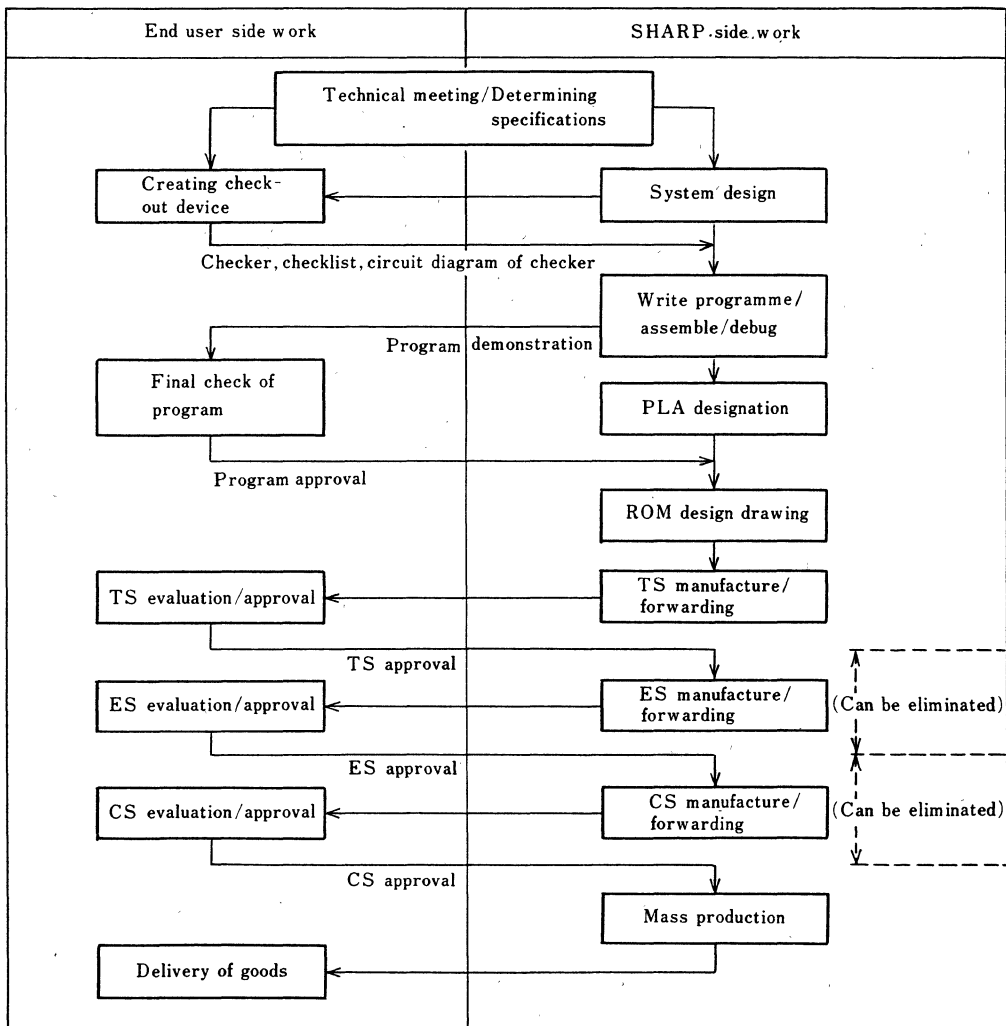 End user side work
SHARP side work
Technical meeting/Determining
specifications
Creating check-
out device
System design
Checker, checklist, circuit diagram of checker
Write programme/
assemble/debug
Program demonstration
Final check of
program
PLA designation
Program approval
ROM design drawing
TS evaluation/approval
TS manufacture/
forwarding
TS approval
ES evaluation/approval
ES manufacture/
forwarding
(Can be eliminated)
ES approval
CS evaluation/approval
CS manufacture/
forwarding
(Can be eliminated)
CS approval
Mass production
Delivery of goods